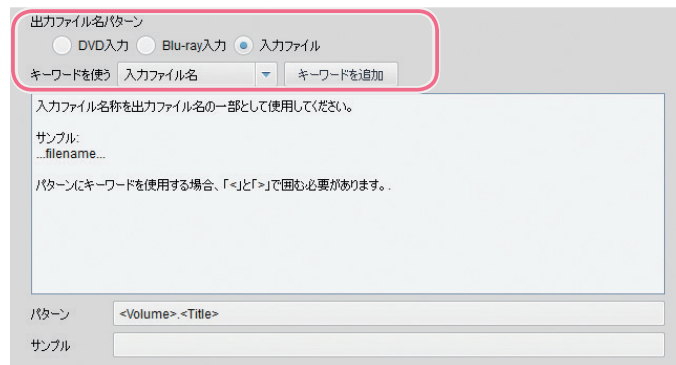 出力ファイル名パターン
DVD入力 Blu-ray入力 入力ファイル
キーワードを使う 入力ファイル名 キーワードを追加
入力ファイル名称を出力ファイル名の一部として使用してください。
サンプル:
...filename...
パターンにキーワードを使用する場合、「<」と「>」で囲む必要があります。.
パターン <Volume>.<Title>
サンプル